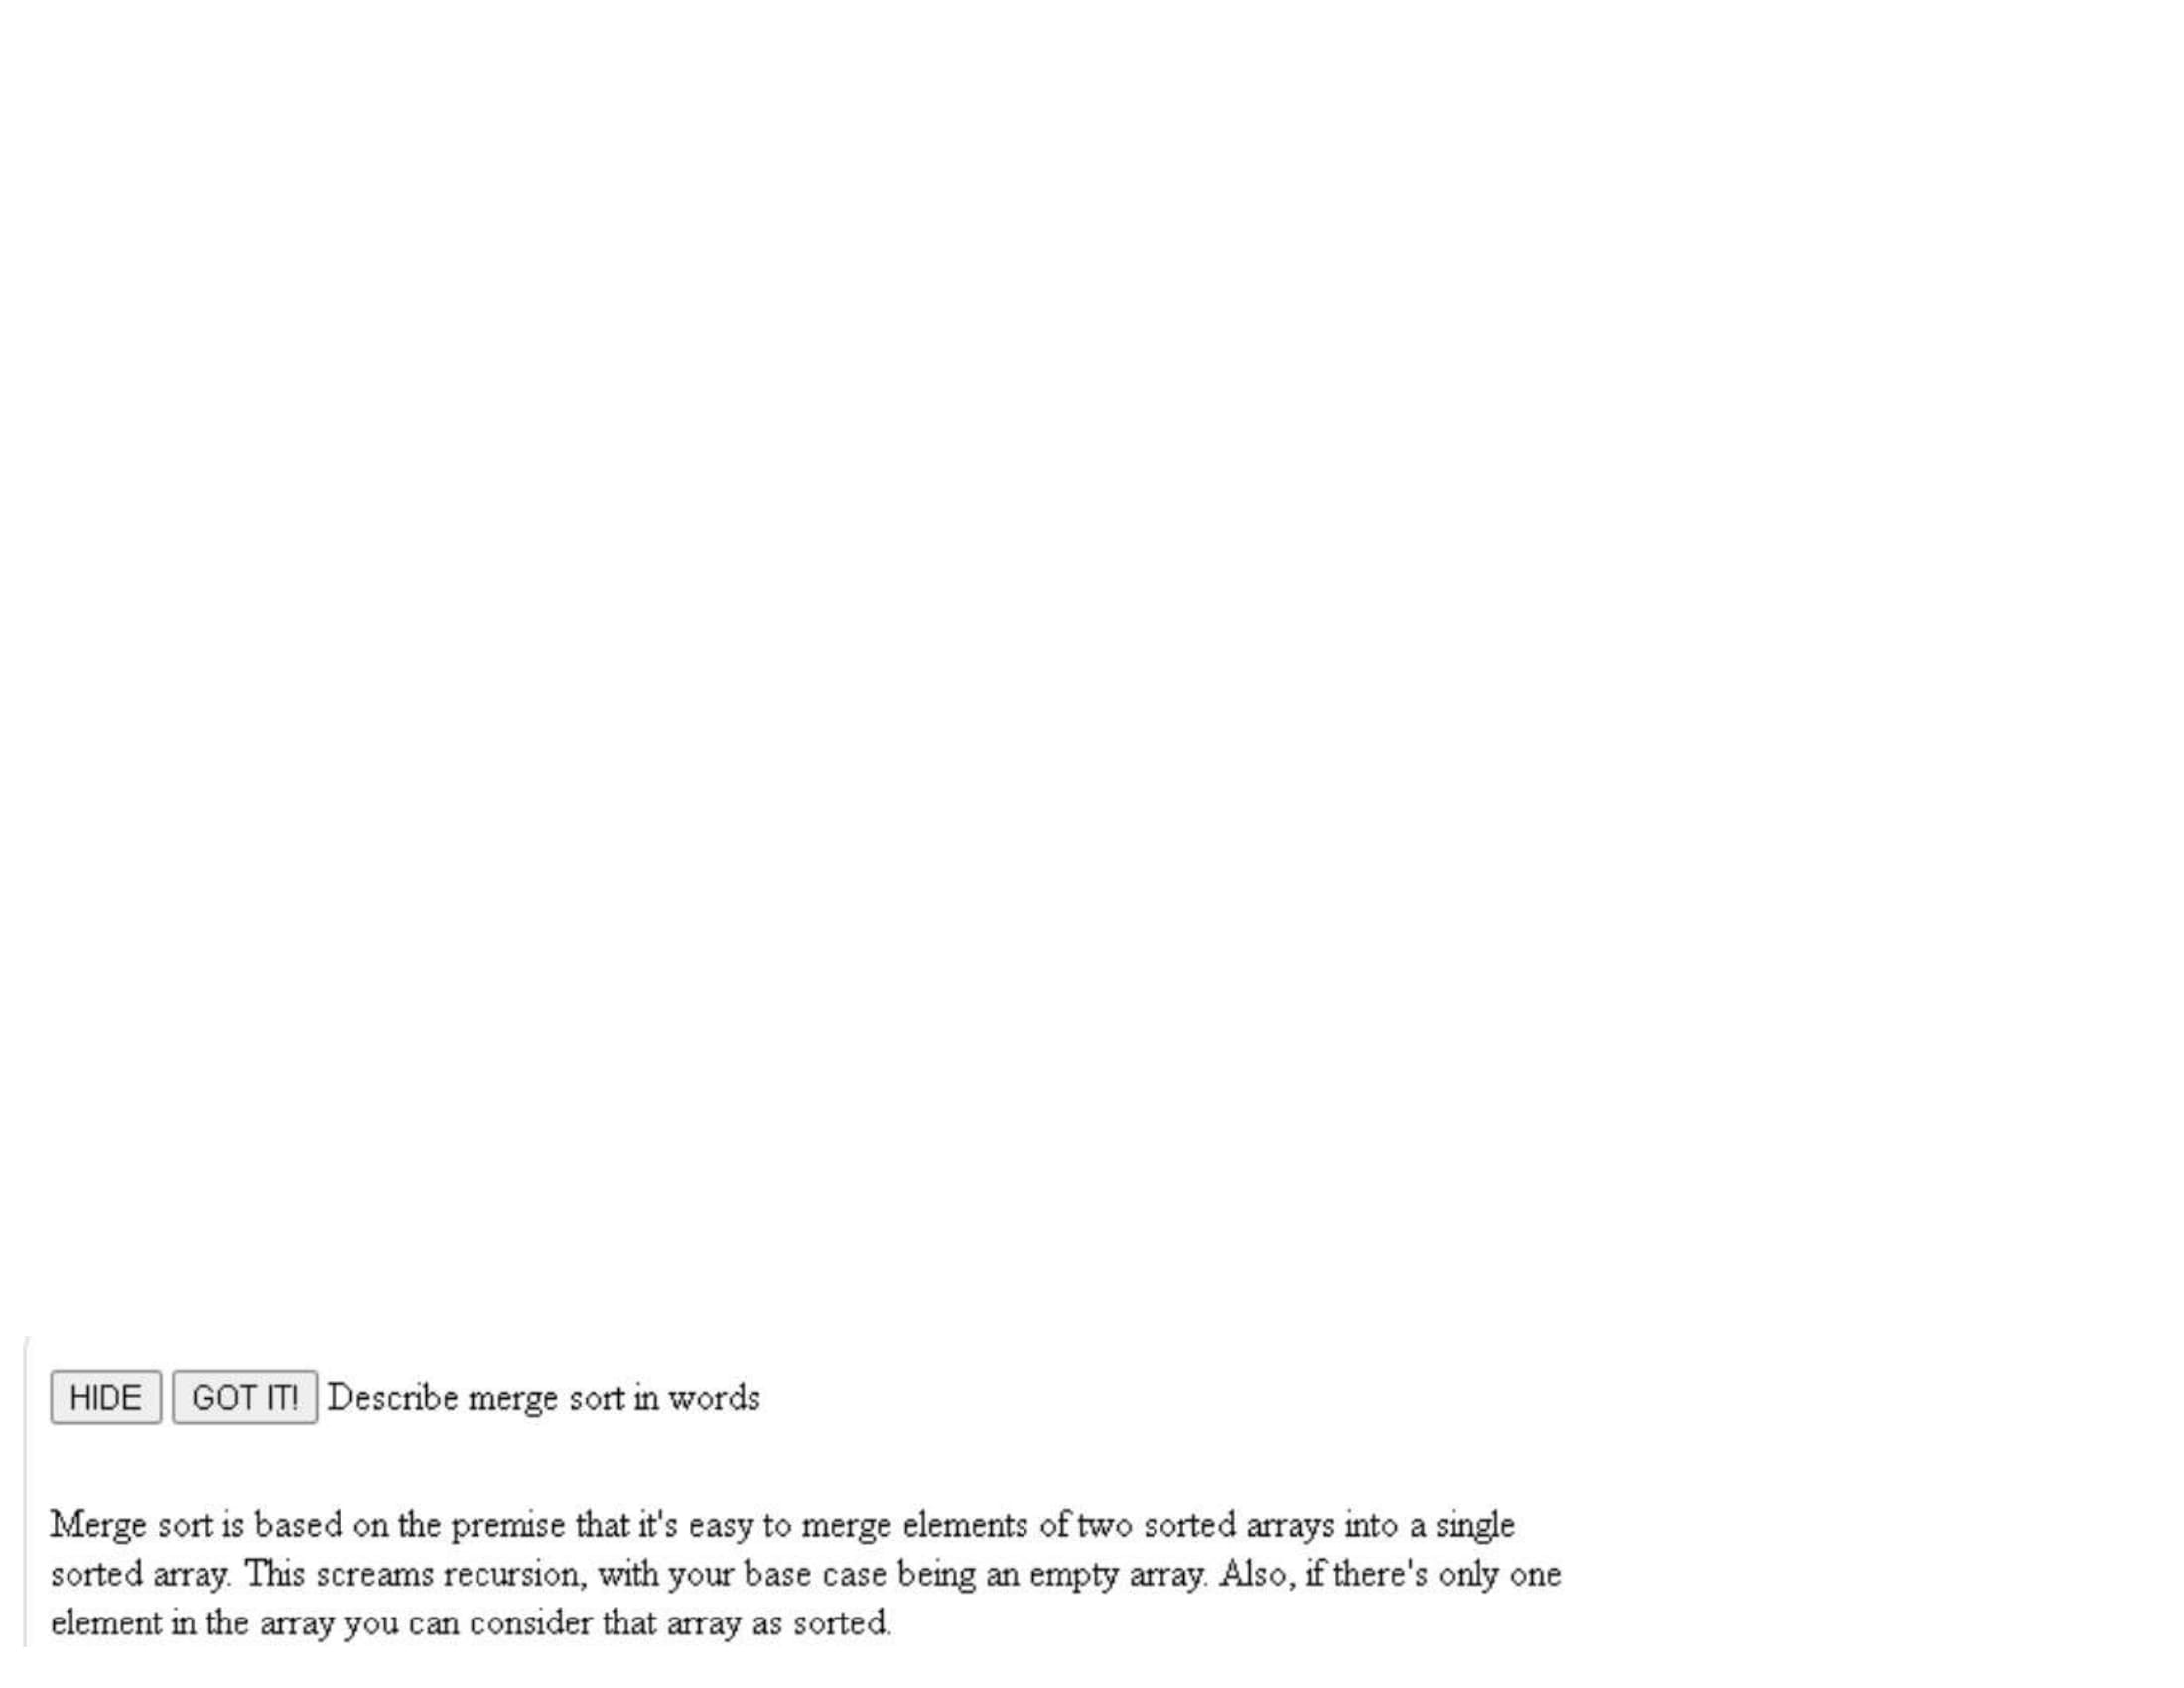 HIDE GOT IT! Describe merge sort in words
Merge sort is based on the premise that it's easy to merge elements of two sorted arrays into a single
sorted array. This screams recursion, with your base case being an empty array. Also, if there's only one
element in the array you can consider that array as sorted.